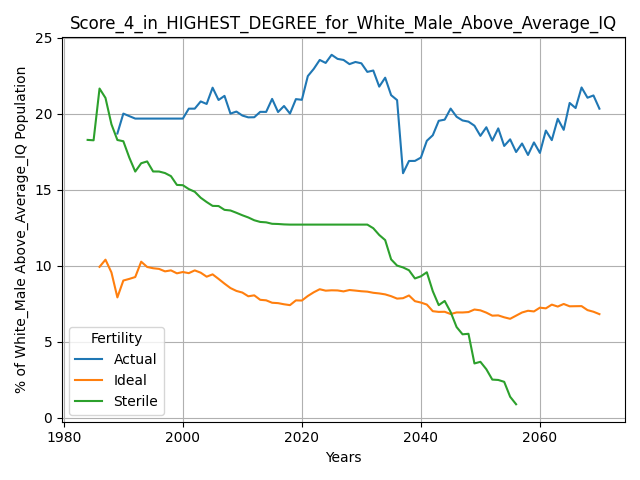 Score_4_in_HIGHEST_DEGREE_for_White_Male_Above_Average_IQ
% of White_Male Above_Average_IQ Population
25
20
15
10
5
0
Fertility
Actual
Ideal
Sterile
1980
2000
2020
2040
2060
Years